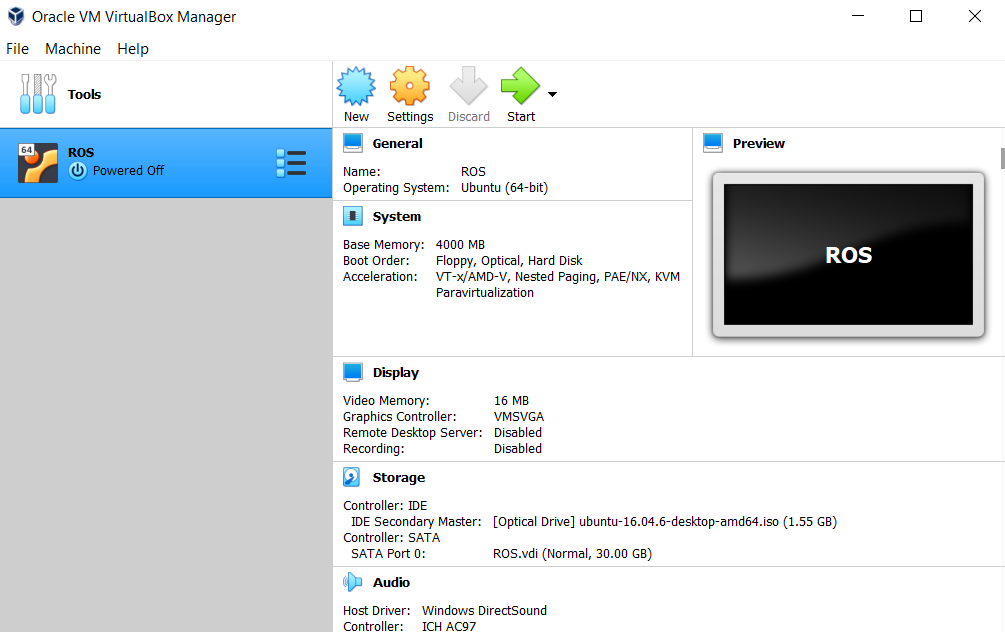 Oracle VM VirtualBox Manager
File Machine Help
Tools
New Settings Discard Start
64
ROS
Powered Off
General
Name: ROS
Operating System: Ubuntu (64-bit)
System
Base Memory: 4000 MB
Boot Order: Floppy, Optical, Hard Disk
Acceleration: VT-x/AMD-V, Nested Paging, PAE/NX, KVM
Paravirtualization
Preview
ROS
Display
Video Memory: 16 MB
Graphics Controller: VMSVGA
Remote Desktop Server: Disabled
Recording: Disabled
Storage
Controller: IDE
IDE Secondary Master: [Optical Drive] ubuntu-16.04.6-desktop-amd64.iso (1.55 GB)
Controller: SATA
SATA Port 0: ROS.vdi (Normal, 30.00 GB)
Audio
Host Driver: Windows DirectSound
Controller: ICH AC97